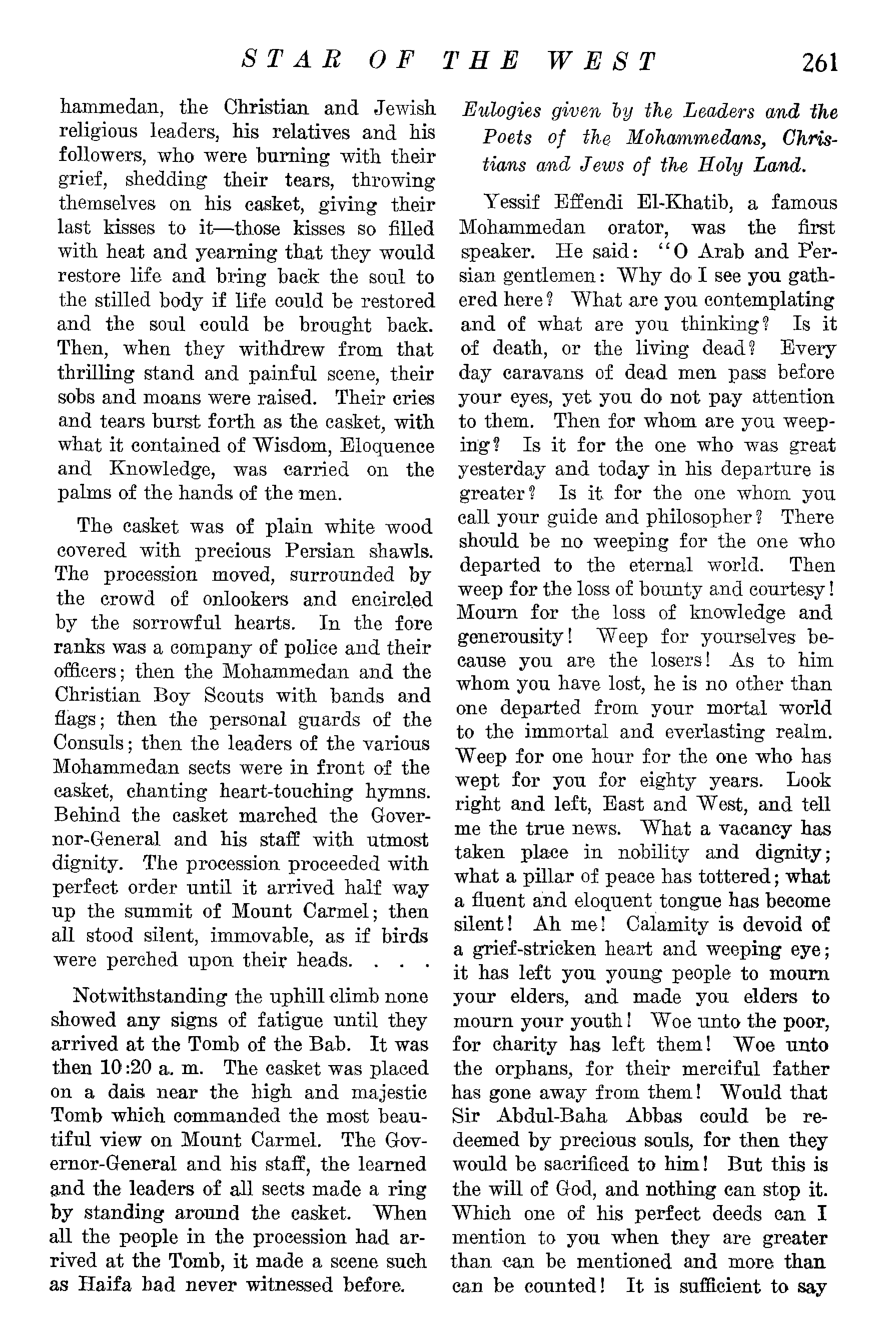 STAR OF THE WEST 261
hammedan, the Christian and Jewish
religious leaders, his relatives and his
followers, who were burning with their
grief, shedding their tears, throwing
themselves on his casket, giving their
last kisses to it—those kisses so filled
with heat and yearning that they would
restore life and bring back the soul to
the stilled body if life could be restored
and the soul could be brought back.
Then, when they withdrew from that
thrilling stand and painful scene, their
sobs and moans were raised. Their cries
and tears burst forth as the casket, with
what it contained of Wisdom, Eloquence
and Knowledge, was carried on the
palms of the hands of the men.
The casket was of plain white wood
covered with precious Persian shawls.
The procession moved, surrounded by
the crowd of onlookers and encircled
by the sorrowful hearts. In the fore
ranks was a company of police and their
officers; then the Mohammedan and the
Christian Boy Scouts with bands and
flags; then the personal guards of the
Consuls; then the leaders of the various
Mohammedan sects were in front of the
casket, chanting heart-touching hymns.
Behind the casket marched the Gover-
nor-General and his staff with utmost
dignity. The procession proceeded with
perfect order until it arrived half way
up the summit of Mount Carmel; then
all stood silent, immovable, as if birds
were perched upon their heads. . . .
Notwithstanding the uphill climb none
showed any signs of fatigue until they
arrived at the Tomb of the Bab. It was
then 10:20 a. m. The casket was placed
on a dais near the high and majestic
Tomb which commanded the most beau-
tiful view on Mount Carmel. The Gov-
ernor-General and his staff, the learned
and the leaders of all sects made a ring
by standing around the casket. When
all the people in the procession had ar-
rived at the Tomb, it made a scene such
as Haifa had never witnessed before.
Eulogies given by the Leaders and the
Poets of the Mohammedans, Chris-
tians and Jews of the Holy Land.
Yessif Effendi El-Khatib, a famous
Mohammedan orator, was the first
speaker. He said: "O Arab and Per-
sian gentlemen: Why do I see you gath-
ered here? What are you contemplating
and of what are you thinking? Is it
of death, or the living dead? Every
day caravans of dead men pass before
your eyes, yet you do not pay attention
to them. Then for whom are you weep-
ing? Is it for the one who was great
yesterday and today in his departure is
greater? Is it for the one whom you
call your guide and philosopher? There
should be no weeping for the one who
departed to the eternal world. Then
weep for the loss of bounty and courtesy!
Mourn for the loss of knowledge and
generousity! Weep for yourselves be-
cause you are the losers! As to him
whom you have lost, he is no other than
one departed from your mortal world
to the immortal and everlasting realm.
Weep for one hour for the one who has
wept for you for eighty years. Look
right and left, East and West, and tell
me the true news. What a vacancy has
taken place in nobility and dignity;
what a pillar of peace has tottered; what
a fluent and eloquent tongue has become
silent! Ah me! Calamity is devoid of
a grief-stricken heart and weeping eye;
it has left you young people to mourn
your elders, and made you elders to
mourn your youth! Woe unto the poor,
for charity has left them! Woe unto
the orphans, for their merciful father
has gone away from them! Would that
Sir Abdul-Baha Abbas could be re-
deemed by precious souls, for then they
would be sacrificed to him! But this is
the will of God, and nothing can stop it.
Which one of his perfect deeds can I
mention to you when they are greater
than can be mentioned and more than
can be counted! It is sufficient to say